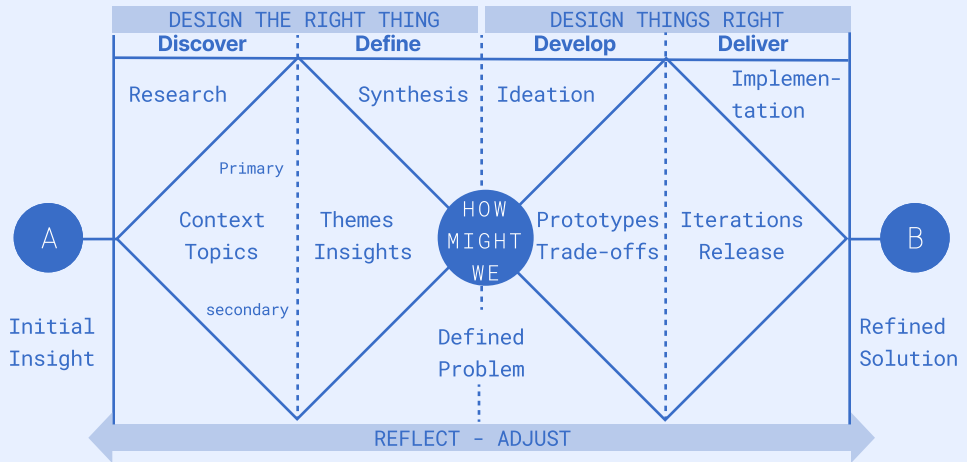 DESIGN THE RIGHT THING
DESIGN THINGS RIGHT
Discover
Define
Develop
Deliver
Research
Synthesis
Ideation
Implemen-
tation
Primary
Context
Topics
secondary
Themes
Insights
HOW
MIGHT
WE
Prototypes
Trade-offs
Iterations
Release
A
B
Initial
Insight
Defined
Problem
Refined
Solution
REFLECT - ADJUST